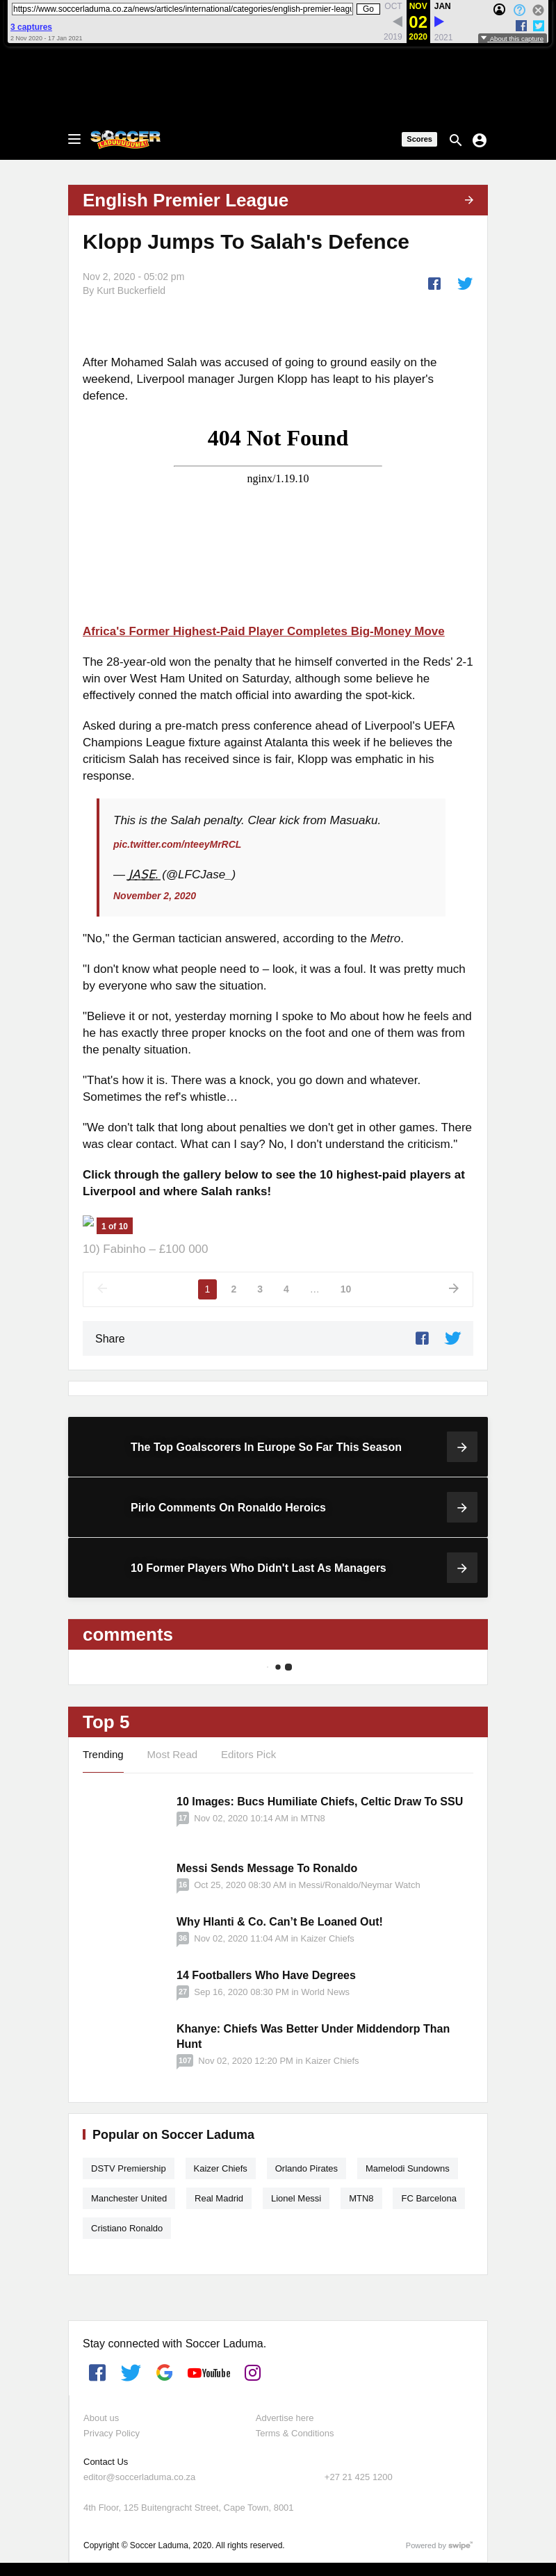 https://www.soccerladuma.co.za/news/articles/international/categories/english-premier-leagu
Go
OCT NOV JAN
02
2019 2020 2021
3 captures
2 Nov 2020 - 17 Jan 2021
About this capture
SOCCER
LADUUUUUMA
Scores
English Premier League
Klopp Jumps To Salah's Defence
Nov 2, 2020 - 05:02 pm
By Kurt Buckerfield
After Mohamed Salah was accused of going to ground easily on the
weekend, Liverpool manager Jurgen Klopp has leapt to his player's
defence.
404 Not Found
nginx/1.19.10
Africa's Former Highest-Paid Player Completes Big-Money Move
The 28-year-old won the penalty that he himself converted in the Reds' 2-1
win over West Ham United on Saturday, although some believe he
effectively conned the match official into awarding the spot-kick.
Asked during a pre-match press conference ahead of Liverpool's UEFA
Champions League fixture against Atalanta this week if he believes the
criticism Salah has received since is fair, Klopp was emphatic in his
response.
This is the Salah penalty. Clear kick from Masuaku.
pic.twitter.com/nteeyMrRCL
— JASE. (@LFCJase_)
November 2, 2020
"No," the German tactician answered, according to the Metro.
"I don't know what people need to – look, it was a foul. It was pretty much
by everyone who saw the situation.
"Believe it or not, yesterday morning I spoke to Mo about how he feels and
he has exactly three proper knocks on the foot and one of them was from
the penalty situation.
"That's how it is. There was a knock, you go down and whatever.
Sometimes the ref's whistle…
"We don't talk that long about penalties we don't get in other games. There
was clear contact. What can I say? No, I don't understand the criticism."
Click through the gallery below to see the 10 highest-paid players at
Liverpool and where Salah ranks!
1 of 10
10) Fabinho – £100 000
1 2 3 4 ... 10
Share
The Top Goalscorers In Europe So Far This Season
Pirlo Comments On Ronaldo Heroics
10 Former Players Who Didn't Last As Managers
comments
Top 5
Trending Most Read Editors Pick
10 Images: Bucs Humiliate Chiefs, Celtic Draw To SSU
17 Nov 02, 2020 10:14 AM in MTN8
Messi Sends Message To Ronaldo
16 Oct 25, 2020 08:30 AM in Messi/Ronaldo/Neymar Watch
Why Hlanti & Co. Can’t Be Loaned Out!
36 Nov 02, 2020 11:04 AM in Kaizer Chiefs
14 Footballers Who Have Degrees
27 Sep 16, 2020 08:30 PM in World News
Khanye: Chiefs Was Better Under Middendorp Than
Hunt
107 Nov 02, 2020 12:20 PM in Kaizer Chiefs
Popular on Soccer Laduma
DSTV Premiership Kaizer Chiefs Orlando Pirates Mamelodi Sundowns
Manchester United Real Madrid Lionel Messi MTN8 FC Barcelona
Cristiano Ronaldo
Stay connected with Soccer Laduma.
YouTube
About us Advertise here
Privacy Policy Terms & Conditions
Contact Us
editor@soccerladuma.co.za +27 21 425 1200
4th Floor, 125 Buitengracht Street, Cape Town, 8001
Copyright © Soccer Laduma, 2020. All rights reserved. Powered by swipe